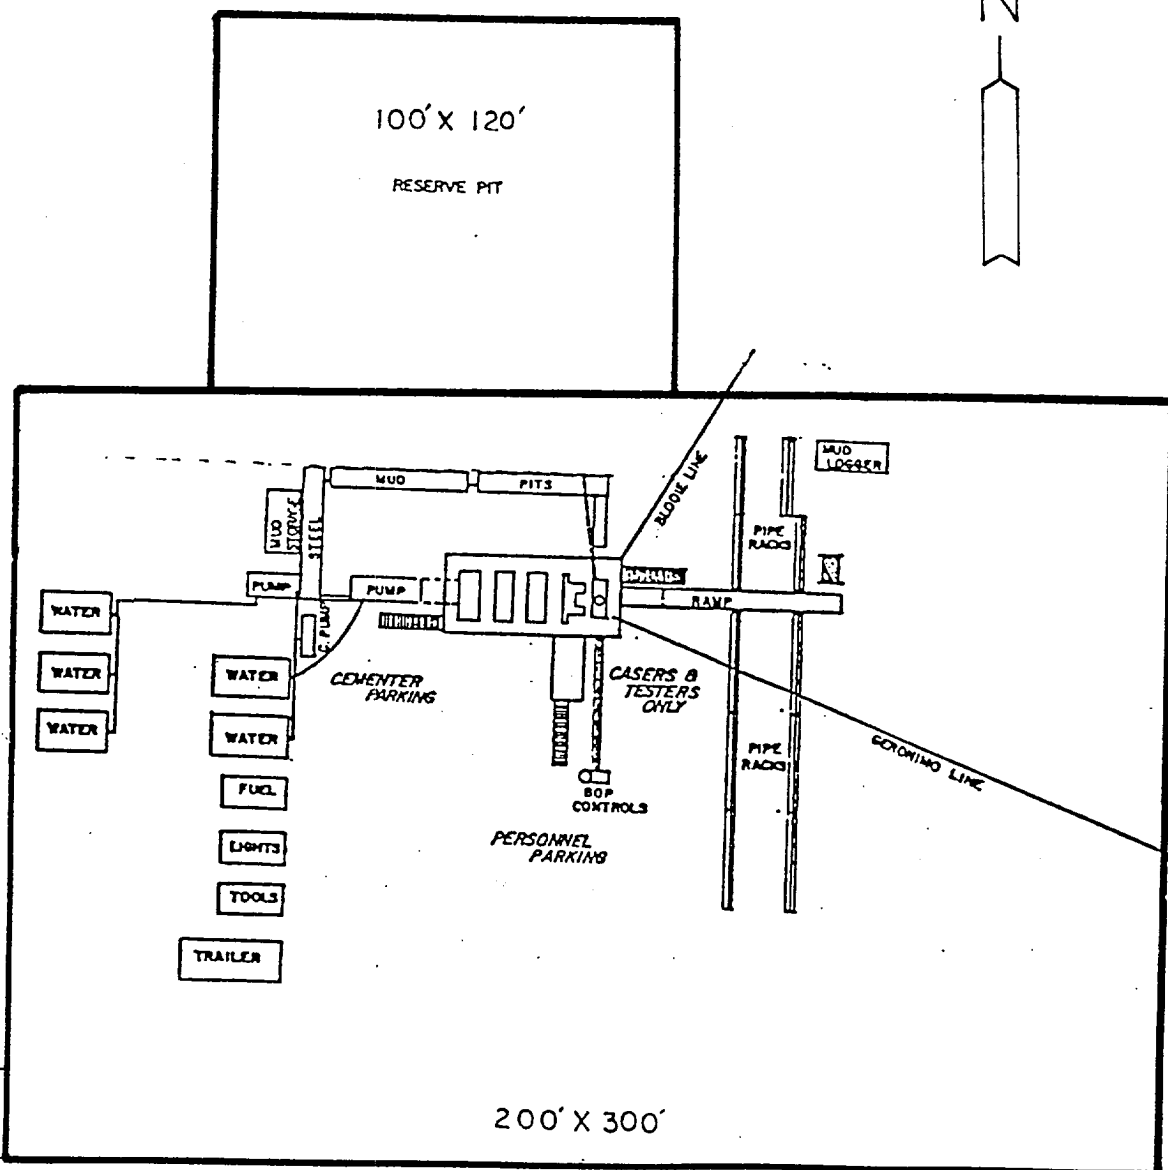 N
100' X 120'
RESERVE PIT
MUD
LOGGER
MUD
PITS
BLOOIE LINE
MUD
STORAGE
STEEL
PIPE
RACKS
PUMP
PUMP
RAMP
WATER
C. PUMP
WATER
WATER
CEMENTER
PARKING
CASERS &
TESTERS
ONLY
WATER
WATER
PIPE
RACKS
GERONIMO LINE
FUEL
BOP
CONTROLS
LIGHTS
PERSONNEL
PARKING
TOOLS
TRAILER
200' X 300'